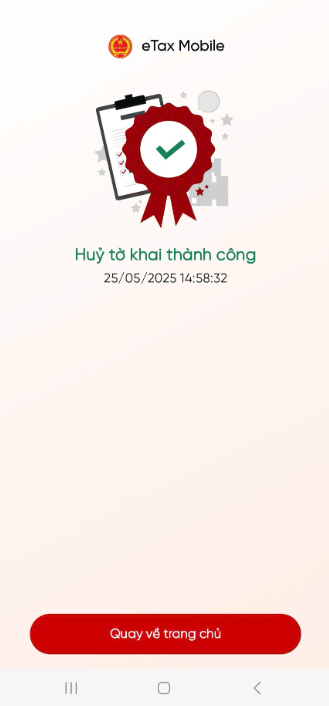 eTax Mobile
Huỷ tờ khai thành công
25/05/2025 14:58:32
Quay về trang chủ